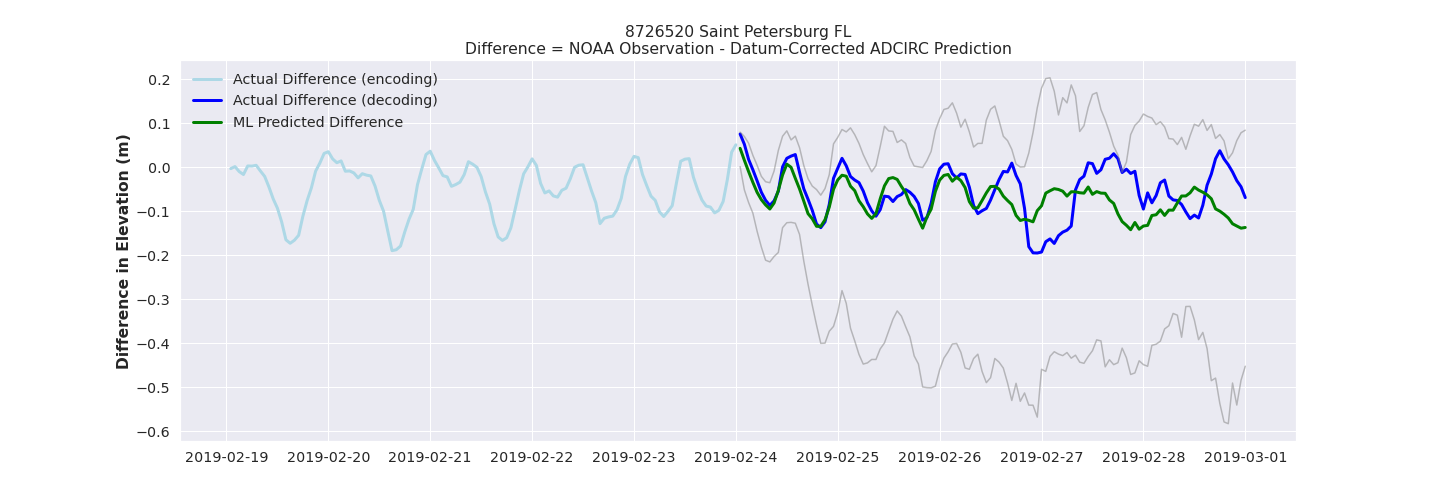 8726520 Saint Petersburg FL
Difference = NOAA Observation - Datum-Corrected ADCIRC Prediction
Actual Difference (encoding)
Actual Difference (decoding)
ML Predicted Difference
Difference in Elevation (m)
0.2
0.1
0.0
−0.1
−0.2
−0.3
−0.4
−0.5
−0.6
2019-02-19 2019-02-20 2019-02-21 2019-02-22 2019-02-23 2019-02-24 2019-02-25 2019-02-26 2019-02-27 2019-02-28 2019-03-01